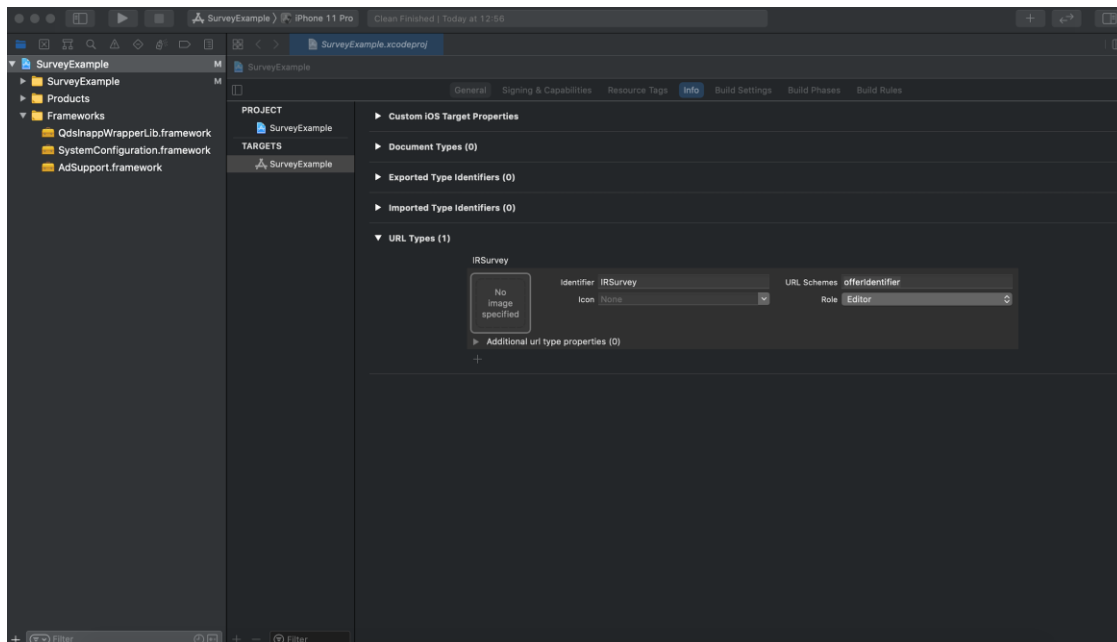 SurveyExample
iPhone 11 Pro
Clean Finished | Today at 12:56
SurveyExample.xcodeproj
SurveyExample M
SurveyExample
SurveyExample M
General Signing & Capabilities Resource Tags Info Build Settings Build Phases Build Rules
Products
Frameworks
QdsInappWrapperLib.framework
SystemConfiguration.framework
AdSupport.framework
PROJECT
SurveyExample
TARGETS
SurveyExample
Custom iOS Target Properties
Document Types (0)
Exported Type Identifiers (0)
Imported Type Identifiers (0)
URL Types (1)
IRSurvey
No
image
specified
Identifier IRSurvey
URL Schemes offerIdentifier
Icon None
Role Editor
Additional url type properties (0)
Filter
Filter